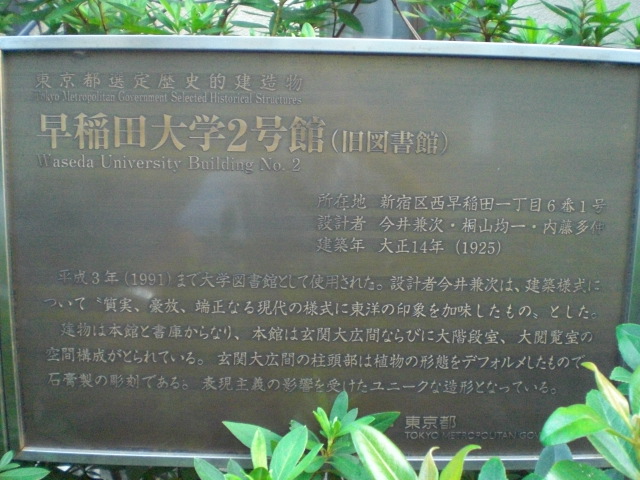 東京都選定歴史的建造物
Tokyo Metropolitan Government Selected Historical Structures
早稲田大学2号館(旧図書館)
Waseda University Building No. 2
所在地 新宿区西早稲田一丁目6番1号
設計者 今井兼次・桐山均一・内藤多仲
建築年 大正14年(1925)
平成3年(1991)まで大学図書館として使用された。設計者今井兼次は、建築様式に
ついて〝質実、豪放、端正なる現代の様式に東洋の印象を加味したもの〟とした。
建物は本館と書庫からなり、本館は玄関大広間ならびに大階段室、大閲覧室の
空間構成がとられている。玄関大広間の柱頭部は植物の形態をデフォルメしたもので
石膏製の彫刻である。表現主義の影響を受けたユニークな造形となっている。
東京都
TOKYO METROPOLITAN GO